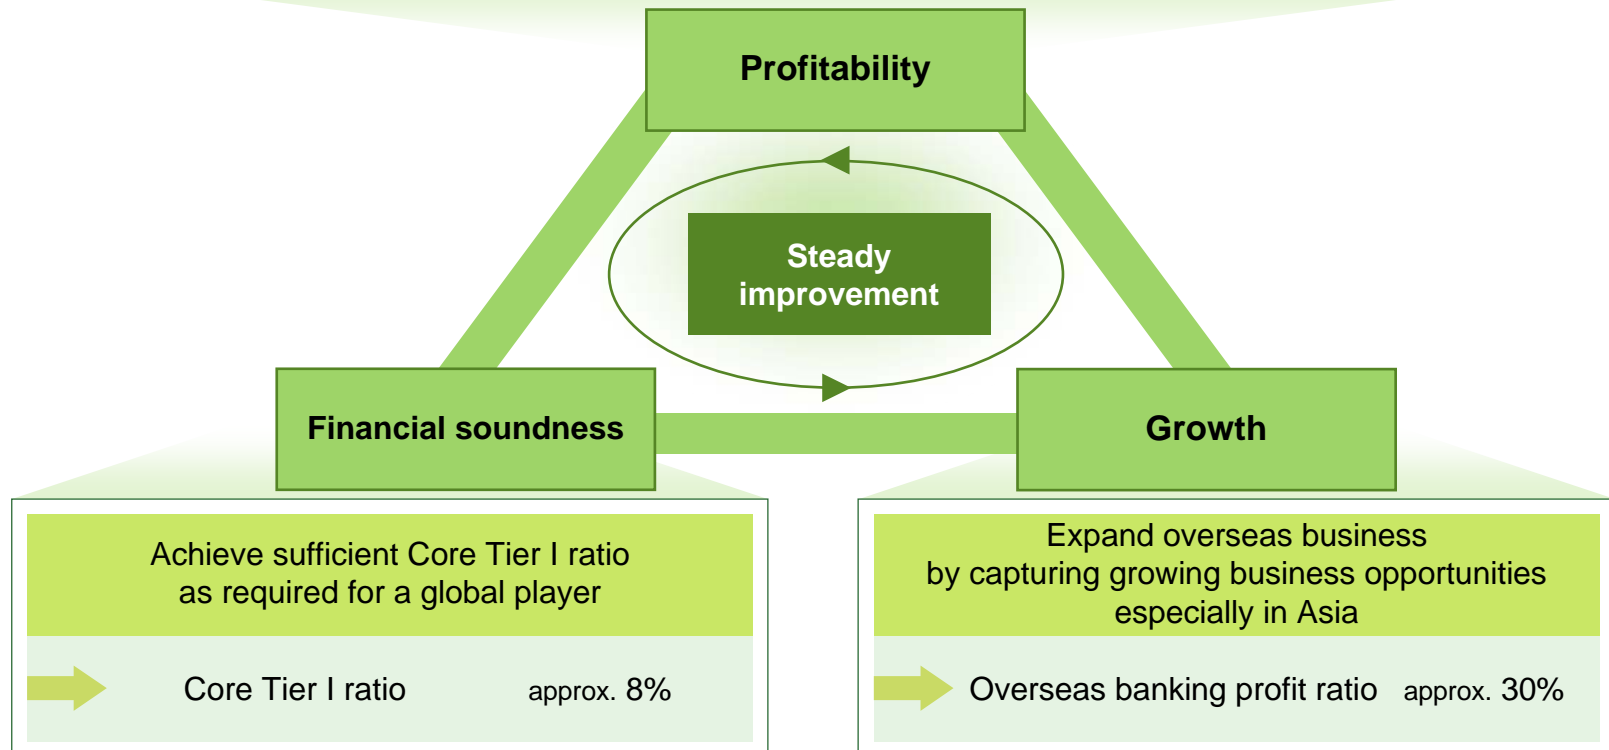 Profitability
Steady
improvement
Financial soundness
Growth
Achieve sufficient Core Tier I ratio
as required for a global player
Core Tier I ratio approx. 8%
Expand overseas business
by capturing growing business opportunities
especially in Asia
Overseas banking profit ratio approx. 30%